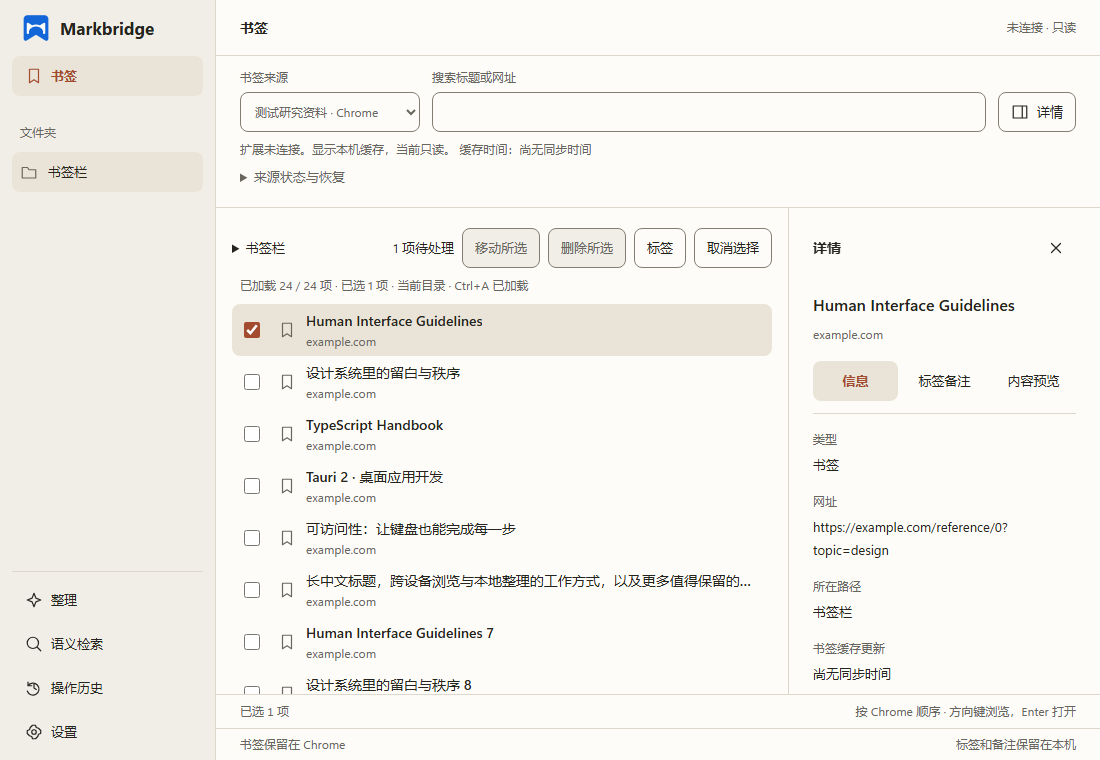 Markbridge
书签
文件夹
书签栏
整理
语义检索
操作历史
设置
书签
未连接 · 只读
书签来源
搜索标题或网址
测试研究资料 · Chrome
详情
扩展未连接。显示本机缓存，当前只读。 缓存时间：尚无同步时间
来源状态与恢复
书签栏
1 项待处理
移动所选
删除所选
标签
取消选择
已加载 24 / 24 项 · 已选 1 项 · 当前目录 · Ctrl+A 已加载
Human Interface Guidelines
example.com
设计系统里的留白与秩序
example.com
TypeScript Handbook
example.com
Tauri 2 · 桌面应用开发
example.com
可访问性：让键盘也能完成每一步
example.com
长中文标题，跨设备浏览与本地整理的工作方式，以及更多值得保留的...
example.com
Human Interface Guidelines 7
example.com
设计系统里的留白与秩序 8
详情
Human Interface Guidelines
example.com
信息
标签备注
内容预览
类型
书签
网址
https://example.com/reference/0?
topic=design
所在路径
书签栏
书签缓存更新
尚无同步时间
已选 1 项
按 Chrome 顺序 · 方向键浏览，Enter 打开
书签保留在 Chrome
标签和备注保留在本机